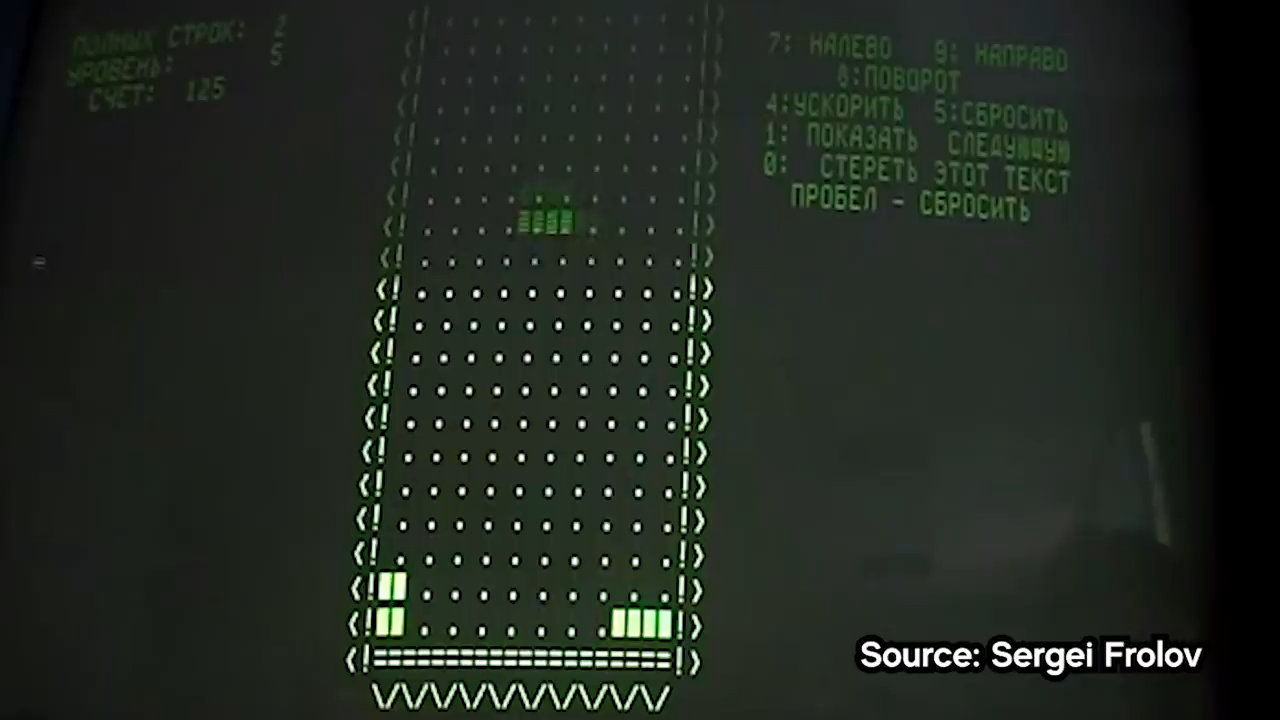 ПОЛНЫХ СТРОК: 2
УРОВЕНЬ: 5
СЧЕТ: 125
7: НАЛЕВО 9: НАПРАВО
8:ПОВОРОТ
4:УСКОРИТЬ 5:СБРОСИТЬ
1: ПОКАЗАТЬ СЛЕДУЮЩУЮ
0: СТЕРЕТЬ ЭТОТ ТЕКСТ
ПРОБЕЛ - СБРОСИТЬ
Source: Sergei Frolov